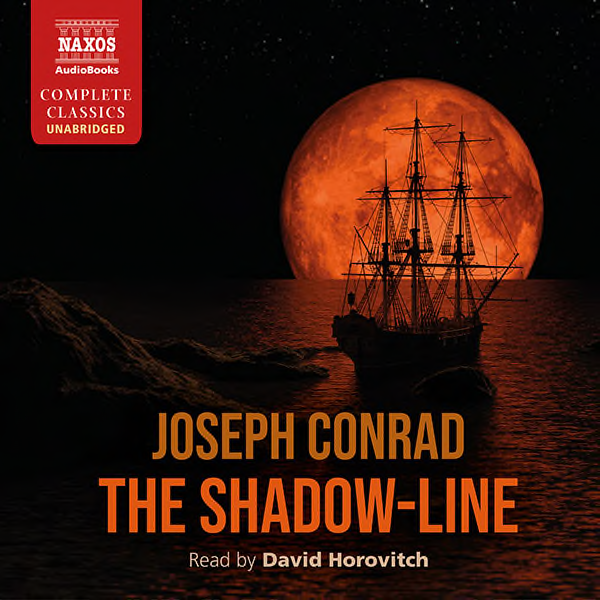 NAXOS
AudioBooks
COMPLETE
CLASSICS
UNABRIDGED
JOSEPH CONRAD
THE SHADOW-LINE
Read by David Horovitch